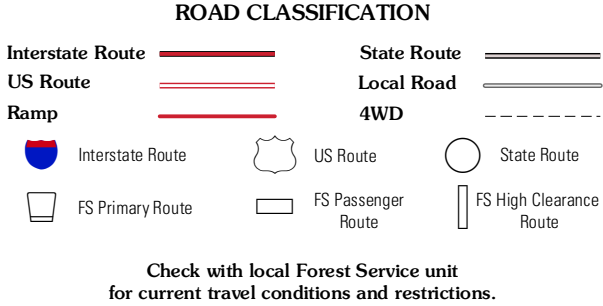 ROAD CLASSIFICATION
Interstate Route
State Route
US Route
Local Road
Ramp
4WD
Interstate Route
US Route
State Route
FS Primary Route
FS Passenger
Route
FS High Clearance
Route
Check with local Forest Service unit
for current travel conditions and restrictions.